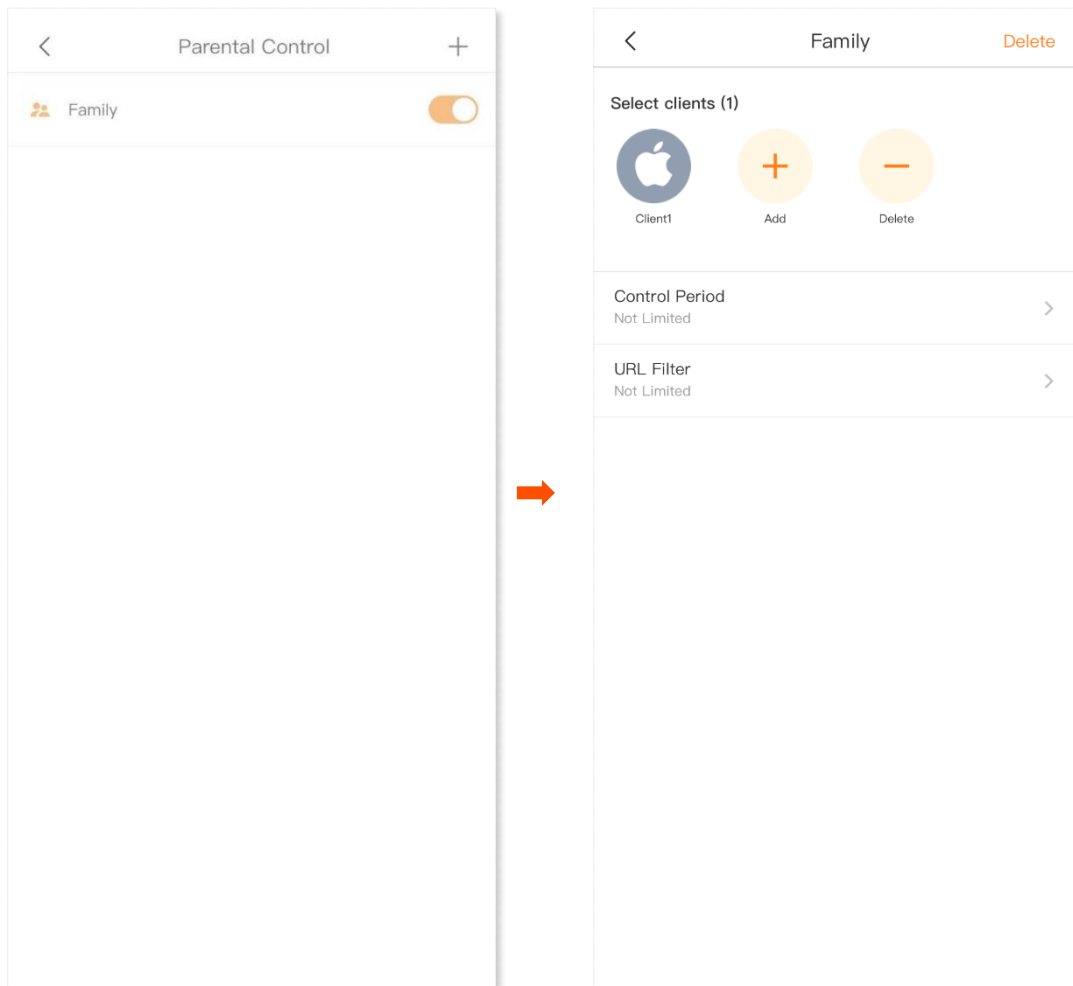 Parental Control
Family
Family
Delete
Select clients (1)
Client1
Add
Delete
Control Period
Not Limited
URL Filter
Not Limited